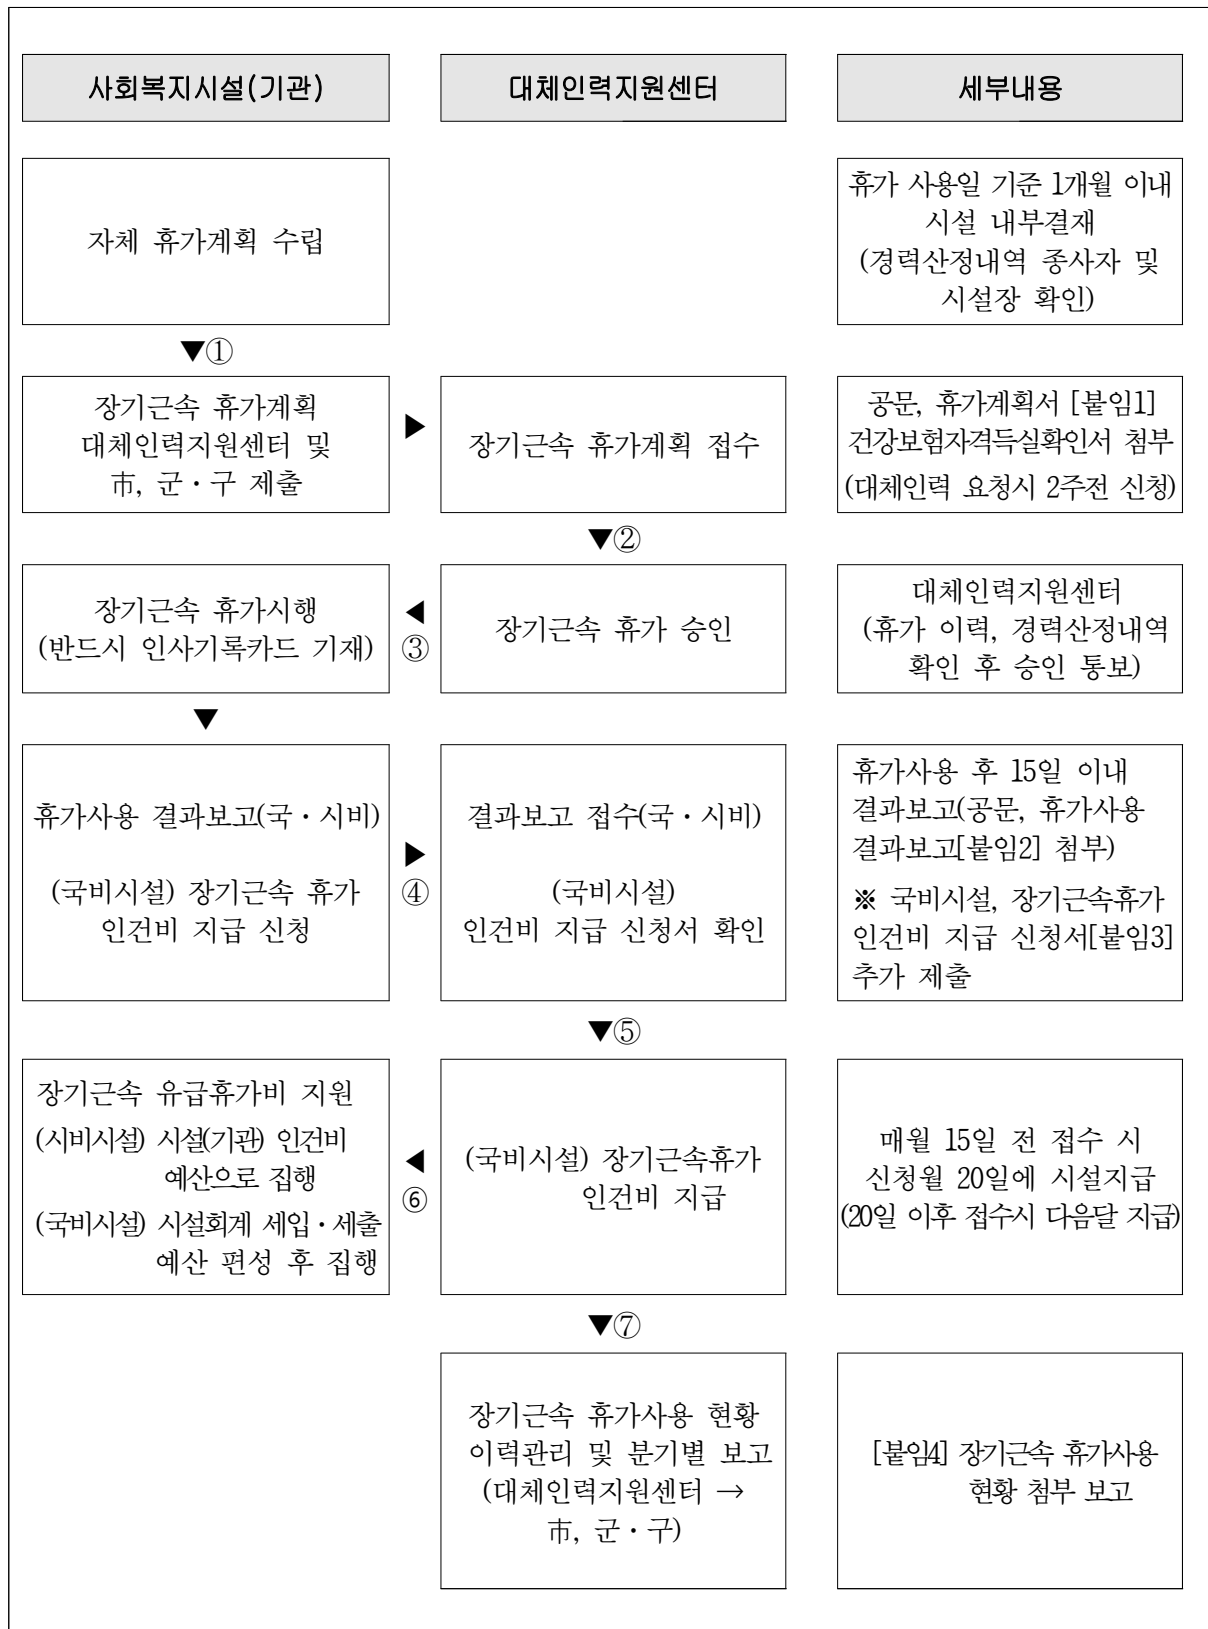 사회복지시설(기관)
대체인력지원센터
세부내용
자체 휴가계획 수립
휴가 사용일 기준 1개월 이내
시설 내부결재
(경력산정내역 종사자 및
시설장 확인)
▼①
장기근속 휴가계획
대체인력지원센터 및
市, 군・구 제출
▶
장기근속 휴가계획 접수
공문, 휴가계획서 [붙임1]
건강보험자격득실확인서 첨부
(대체인력 요청시 2주전 신청)
▼②
장기근속 휴가시행
(반드시 인사기록카드 기재)
◀
③
장기근속 휴가 승인
대체인력지원센터
(휴가 이력, 경력산정내역
확인 후 승인 통보)
▼
휴가사용 결과보고(국・시비)
(국비시설) 장기근속 휴가
인건비 지급 신청
▶
④
결과보고 접수(국・시비)
(국비시설)
인건비 지급 신청서 확인
휴가사용 후 15일 이내
결과보고(공문, 휴가사용
결과보고[붙임2] 첨부)
※ 국비시설, 장기근속휴가
인건비 지급 신청서[붙임3]
추가 제출
▼⑤
장기근속 유급휴가비 지원
(시비시설) 시설(기관) 인건비
예산으로 집행
(국비시설) 시설회계 세입・세출
예산 편성 후 집행
◀
⑥
(국비시설) 장기근속휴가
인건비 지급
매월 15일 전 접수 시
신청월 20일에 시설지급
(20일 이후 접수시 다음달 지급)
▼⑦
장기근속 휴가사용 현황
이력관리 및 분기별 보고
(대체인력지원센터 →
市, 군・구)
[붙임4] 장기근속 휴가사용
현황 첨부 보고